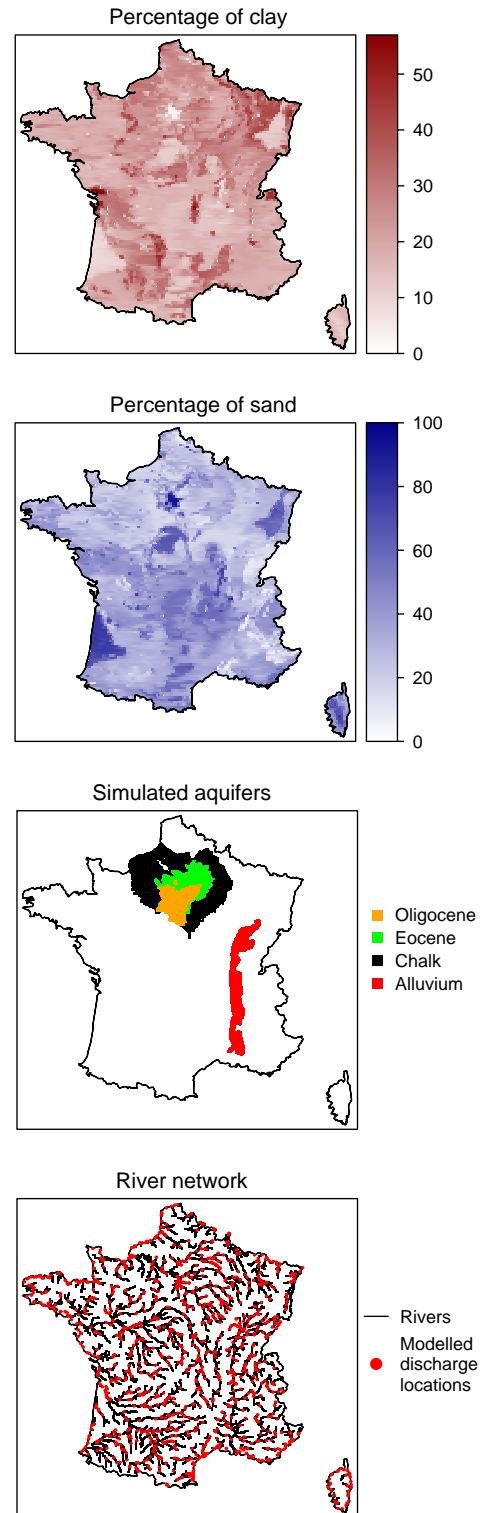 Percentage of clay
50
40
30
20
10
0
Percentage of sand
100
80
60
40
20
0
Simulated aquifers
Oligocene
Eocene
Chalk
Alluvium
River network
Rivers
Modelled
discharge
locations